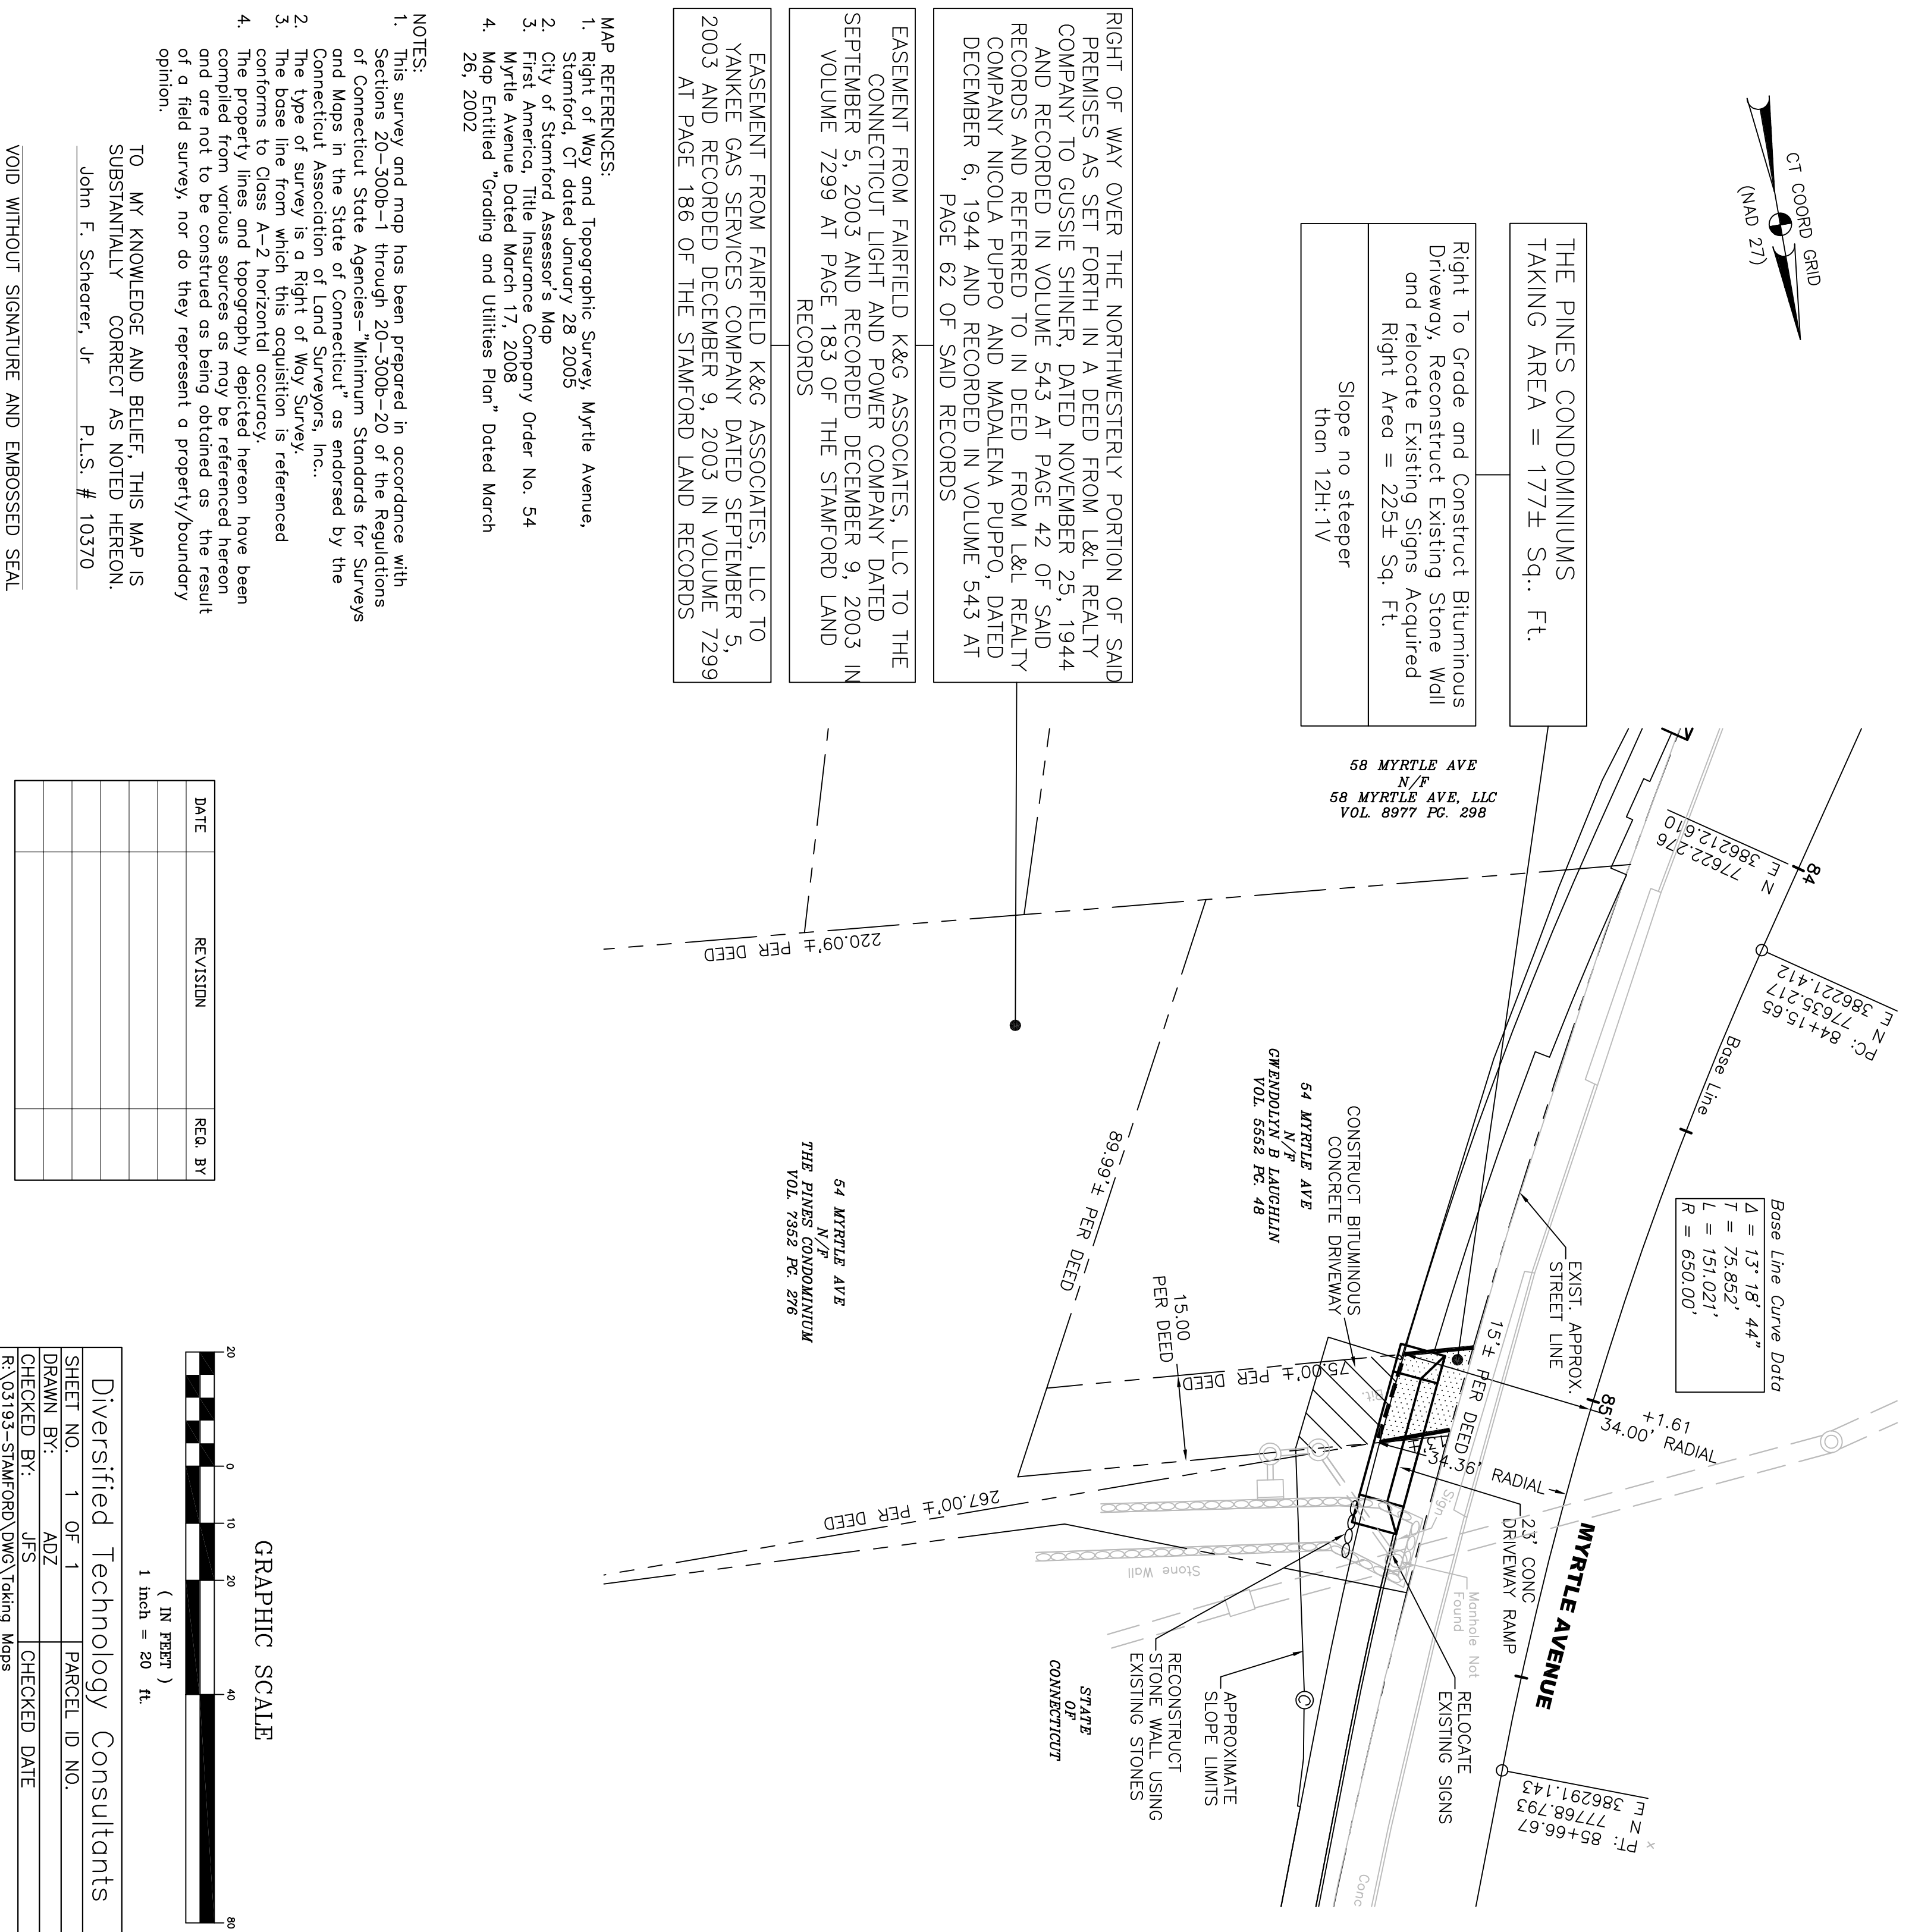 CT COORD GRID
(NAD 27)
THE PINES CONDOMINIUMS
TAKING AREA = 177± Sq.. Ft.
Right To Grade and Construct Bituminous
Driveway, Reconstruct Existing Stone Wall
and relocate Existing Signs Acquired
Right Area = 225± Sq. Ft.
Slope no steeper
than 12H:1V
RIGHT OF WAY OVER THE NORTHWESTERLY PORTION OF SAID
PREMISES AS SET FORTH IN A DEED FROM L&L REALTY
COMPANY TO GUSSIE SHINER, DATED NOVEMBER 25, 1944
AND RECORDED IN VOLUME 543 AT PAGE 42 OF SAID
RECORDS AND REFERRED TO IN DEED FROM L&L REALTY
COMPANY NICOLA PUPPO AND MADALENA PUPPO, DATED
DECEMBER 6, 1944 AND RECORDED IN VOLUME 543 AT
PAGE 62 OF SAID RECORDS
EASEMENT FROM FAIRFIELD K&G ASSOCIATES, LLC TO THE
CONNECTICUT LIGHT AND POWER COMPANY DATED
SEPTEMBER 5, 2003 AND RECORDED DECEMBER 9, 2003 IN
VOLUME 7299 AT PAGE 183 OF THE STAMFORD LAND
RECORDS
EASEMENT FROM FAIRFIELD K&G ASSOCIATES, LLC TO
YANKEE GAS SERVICES COMPANY DATED SEPTEMBER 5,
2003 AND RECORDED DECEMBER 9, 2003 IN VOLUME 7299
AT PAGE 186 OF THE STAMFORD LAND RECORDS
MAP REFERENCES:
1. Right of Way and Topographic Survey, Myrtle Avenue,
Stamford, CT dated January 28 2005
2. City of Stamford Assessor's Map
3. First America, Title Insurance Company Order No. 54
Myrtle Avenue Dated March 17, 2008
4. Map Entitled "Grading and Utilities Plan" Dated March
26, 2002
NOTES:
1. This survey and map has been prepared in accordance with
Sections 20-300b-1 through 20-300b-20 of the Regulations
of Connecticut State Agencies-"Minimum Standards for Surveys
and Maps in the State of Connecticut" as endorsed by the
Connecticut Association of Land Surveyors, Inc..
2. The type of survey is a Right of Way Survey.
3. The base line from which this acquisition is referenced
conforms to Class A-2 horizontal accuracy.
4. The property lines and topography depicted hereon have been
compiled from various sources as may be referenced hereon
and are not to be construed as being obtained as the result
of a field survey, nor do they represent a property/boundary
opinion.
TO MY KNOWLEDGE AND BELIEF, THIS MAP IS
SUBSTANTIALLY CORRECT AS NOTED HEREON.
John F. Schearer, Jr P.L.S. # 10370
VOID WITHOUT SIGNATURE AND EMBOSSED SEAL
58 MYRTLE AVE
N/F
58 MYRTLE AVE, LLC
VOL. 8977 PG. 298
84
N 77622.276
E 386212.610
PC: 84+15.65
N 77635.217
E 386221.412
Base Line
Base Line Curve Data
Δ = 13° 18' 44"
T = 75.852'
L = 151.021'
R = 650.00'
EXIST. APPROX.
STREET LINE
85
+1.61
34.00' RADIAL
34.36' RADIAL
15'± PER DEED
13'±
23' CONC
DRIVEWAY RAMP
MYRTLE AVENUE
PT: 85+66.67
N 77768.793
E 386291.143
x
RELOCATE
EXISTING SIGNS
Manhole Not
Found
Sign
Bit.
Conc
54 MYRTLE AVE
N/F
GWENDOLYN B LAUGHLIN
VOL. 5552 PG. 48
CONSTRUCT BITUMINOUS
CONCRETE DRIVEWAY
75.00'± PER DEED
15.00
PER DEED
89.99'± PER DEED
220.09'± PER DEED
267.00'± PER DEED
Stone Wall
54 MYRTLE AVE
N/F
THE PINES CONDOMINIUM
VOL. 7352 PG. 276
C
APPROXIMATE
SLOPE LIMITS
RECONSTRUCT
STONE WALL USING
EXISTING STONES
STATE
OF
CONNECTICUT
DATE REVISION REQ. BY
GRAPHIC SCALE
20 0 10 20 40 80
( IN FEET )
1 inch = 20 ft.
Diversified Technology Consultants
SHEET NO. 1 OF 1 PARCEL ID NO.
DRAWN BY: ADZ
CHECKED BY: JFS CHECKED DATE
R:\03193-STAMFORD\DWG\Taking Maps